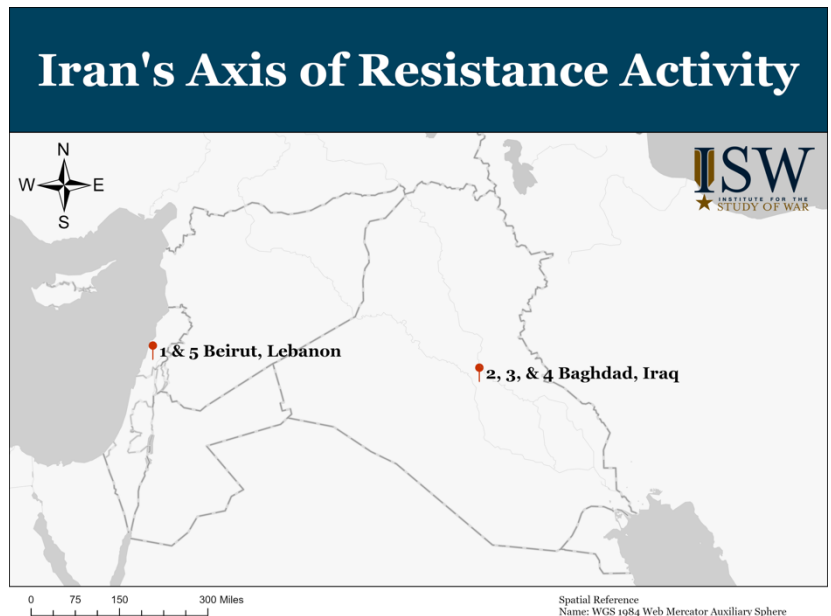 Iran's Axis of Resistance Activity
N
W E
S
ISW
INSTITUTE FOR THE
STUDY OF WAR
1 & 5 Beirut, Lebanon
2, 3, & 4 Baghdad, Iraq
0 75 150 300 Miles
Spatial Reference
Name: WGS 1984 Web Mercator Auxiliary Sphere